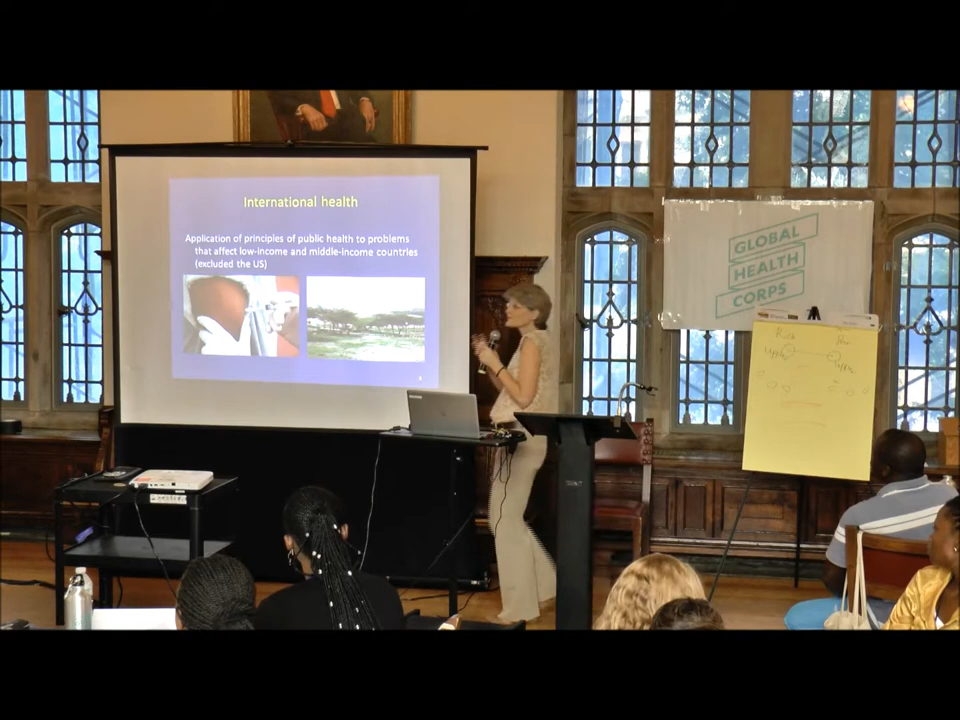 International health
Application of principles of public health to problems
that affect low-income and middle-income countries
(excluded the US)
GLOBAL
HEALTH
CORPS
Rich